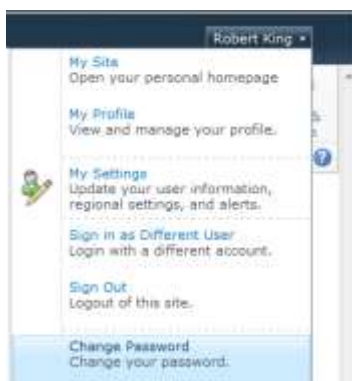 Robert King
My Site
Open your personal homepage
My Profile
View and manage your profile.
My Settings
Update your user information,
regional settings, and alerts.
Sign in as Different User
Login with a different account.
Sign Out
Logout of this site.
Change Password
Change your password.